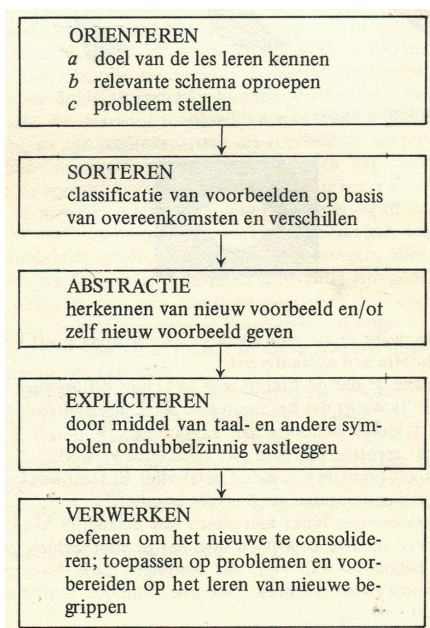 ORIENTEREN
a doel van de les leren kennen
b relevante schema oproepen
c probleem stellen
SORTEREN
classificatie van voorbeelden op basis
van overeenkomsten en verschillen
ABSTRACTIE
herkennen van nieuw voorbeeld en/ot
zelf nieuw voorbeeld geven
EXPLICITEREN
door middel van taal- en andere sym-
bolen ondubbelzinnig vastleggen
VERWERKEN
oefenen om het nieuwe te consolide-
ren; toepassen op problemen en voor-
bereiden op het leren van nieuwe be-
grippen